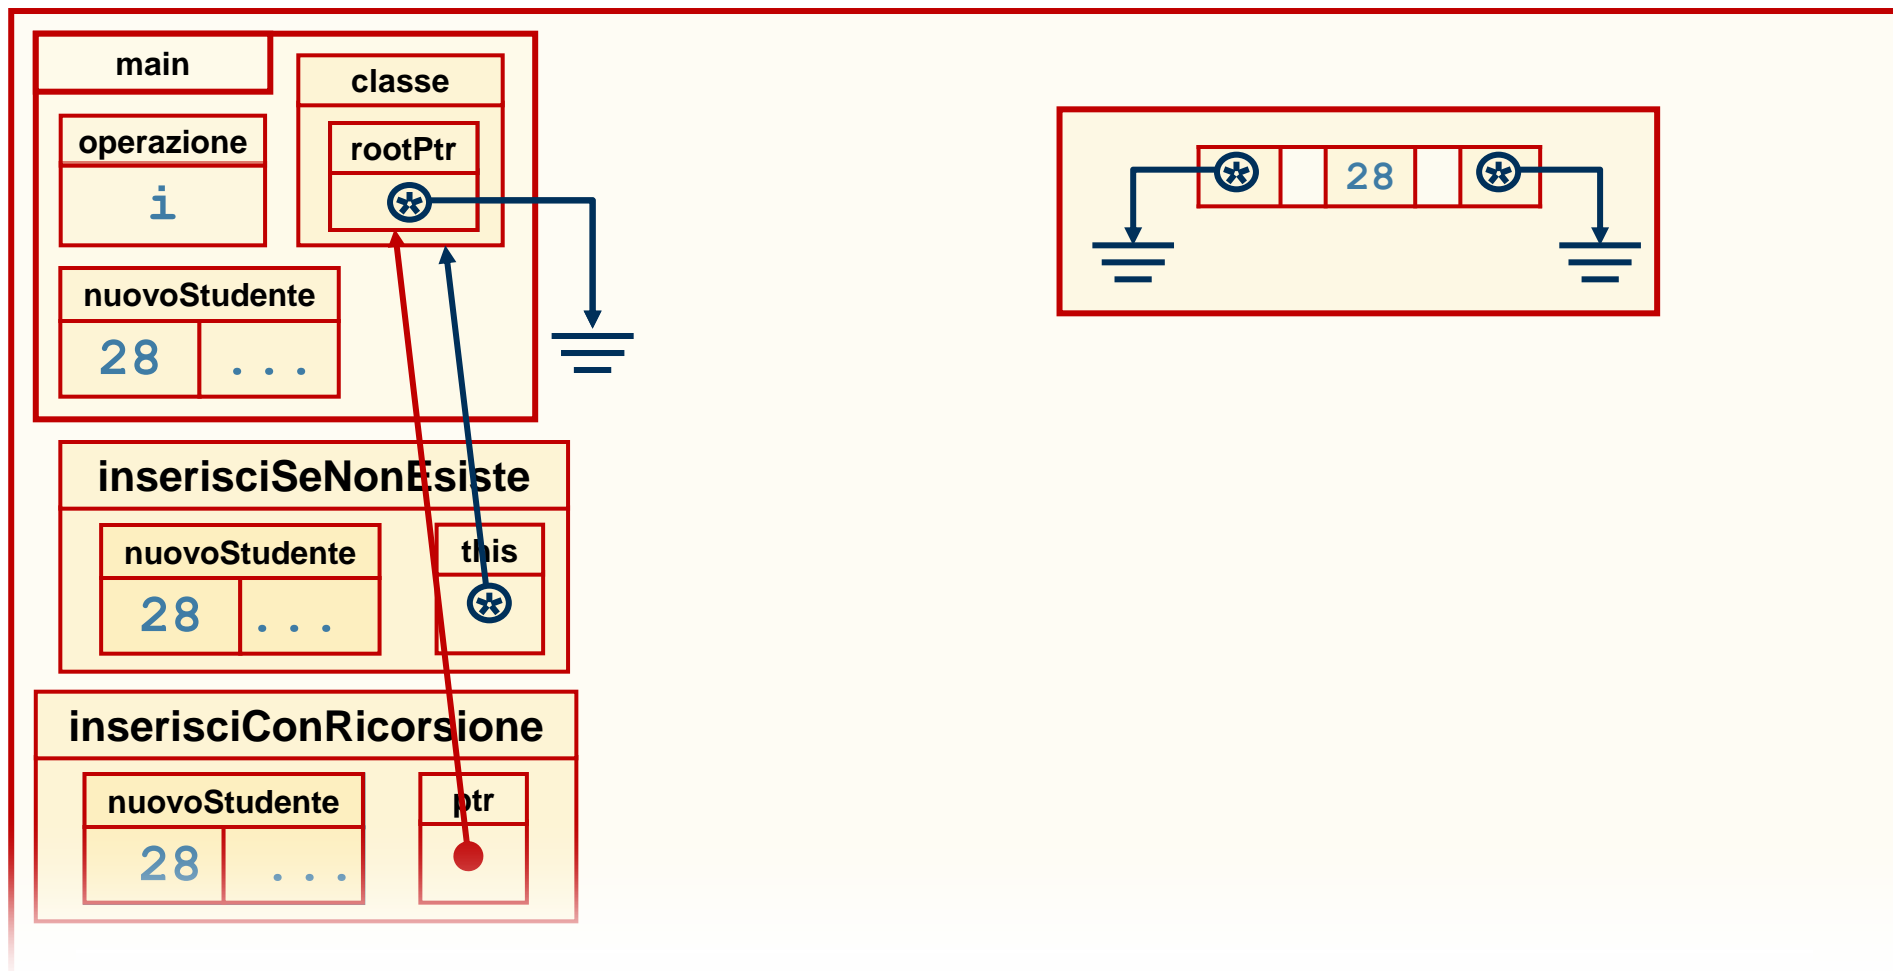 main
classe
operazione
rootPtr
i
nuovoStudente
28 ...
28
inserisciSeNonEsiste
nuovoStudente
this
28 ...
inserisciConRicorsione
nuovoStudente
ptr
28 ...